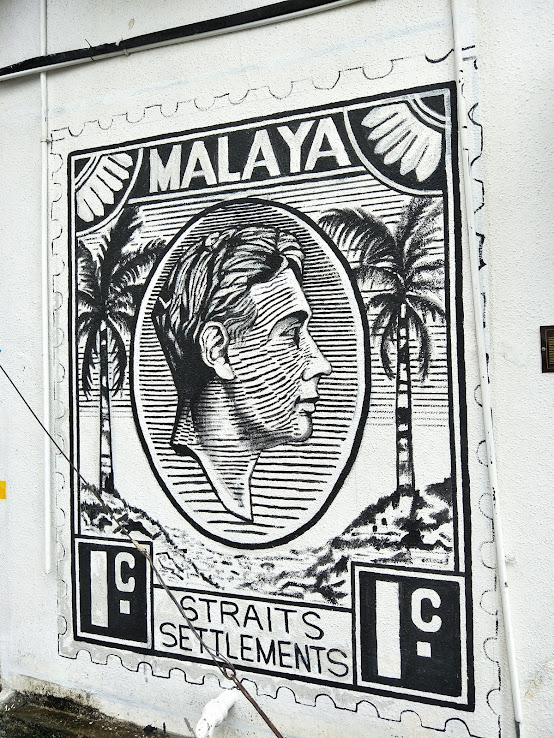 MALAYA
1C.
STRAITS
SETTLEMENTS
1C.